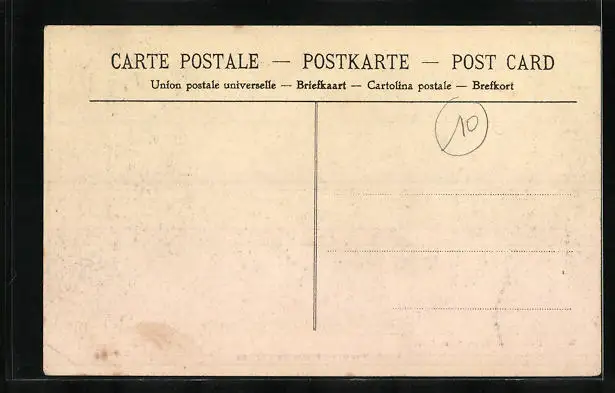 CARTE POSTALE — POSTKARTE — POST CARD
Union postale universelle — Briefkaart — Cartolina postale — Brefkort
10